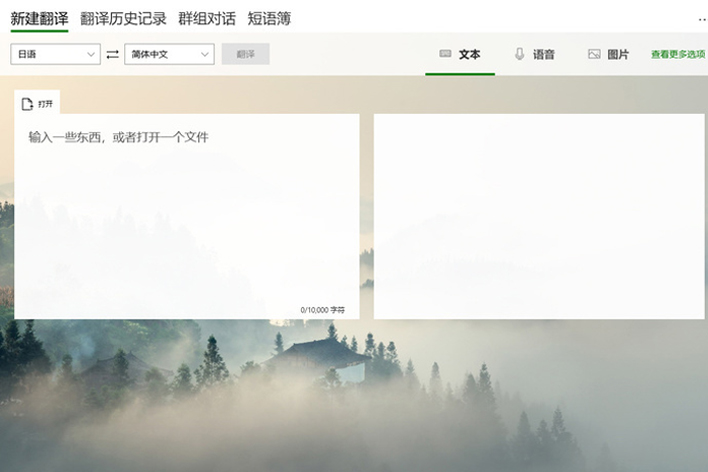 新建翻译 翻译历史记录 群组对话 短语簿 ..
日语 简体中文 翻译 文本 语音 图片 查看更多选项
打开
输入一些东西，或者打开一个文件
0/10,000 字符